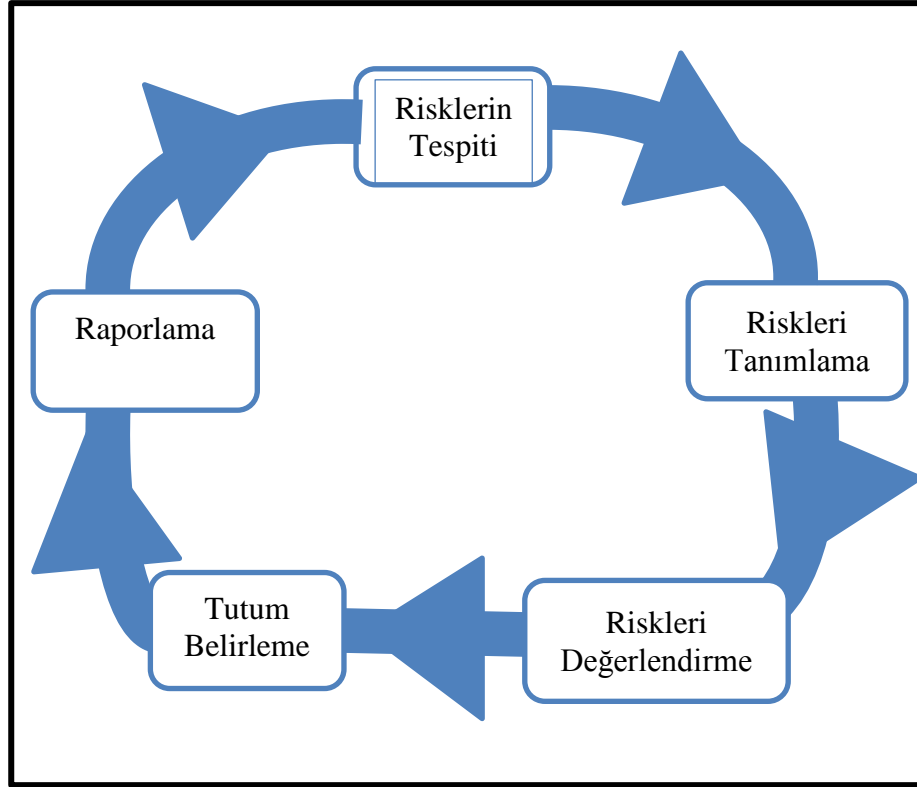 Risklerin
Tespiti
Riskleri
Tanımlama
Riskleri
Değerlendirme
Tutum
Belirleme
Raporlama